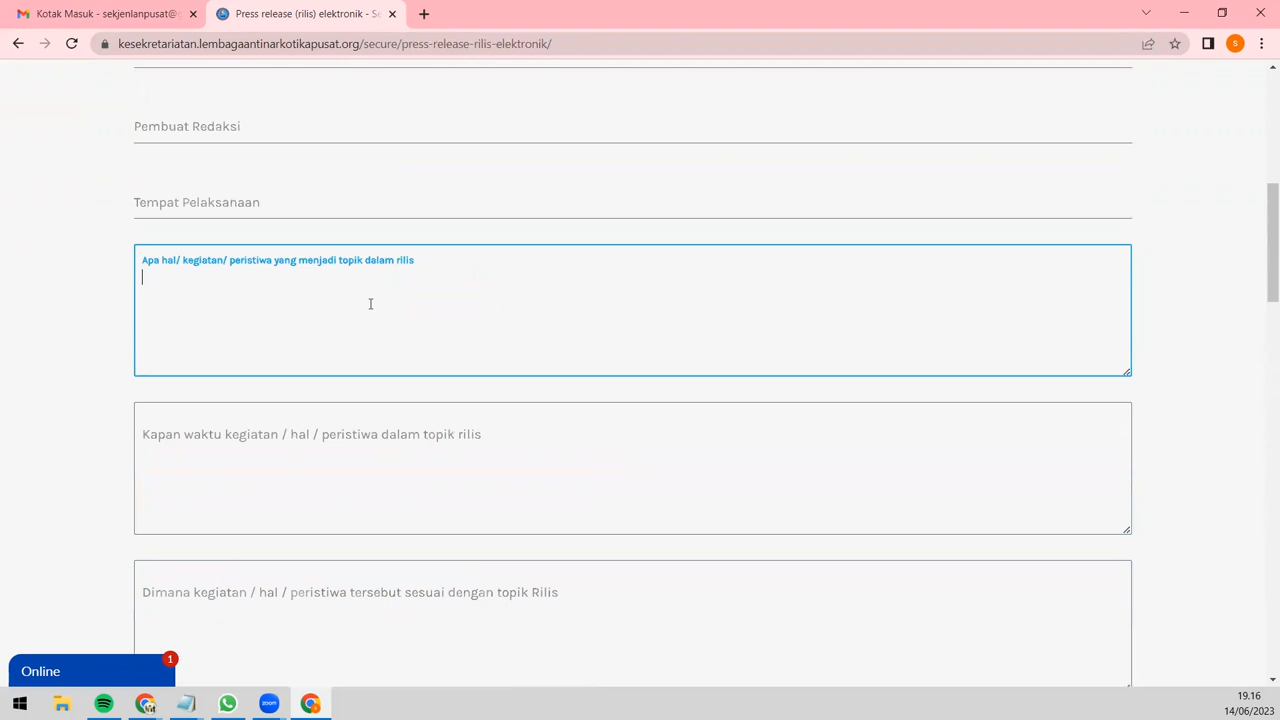 Kotak Masuk - sekjenlanpusat@
Press release (rilis) elektronik - Se
kesekretariatan.lembagaantinarkotikapusat.org/secure/press-release-rilis-elektronik/
S
Pembuat Redaksi
Tempat Pelaksanaan
Apa hal/ kegiatan/ peristiwa yang menjadi topik dalam rilis
Kapan waktu kegiatan / hal / peristiwa dalam topik rilis
Dimana kegiatan / hal / peristiwa tersebut sesuai dengan topik Rilis
Online
1
zoom
19.16
14/06/2023